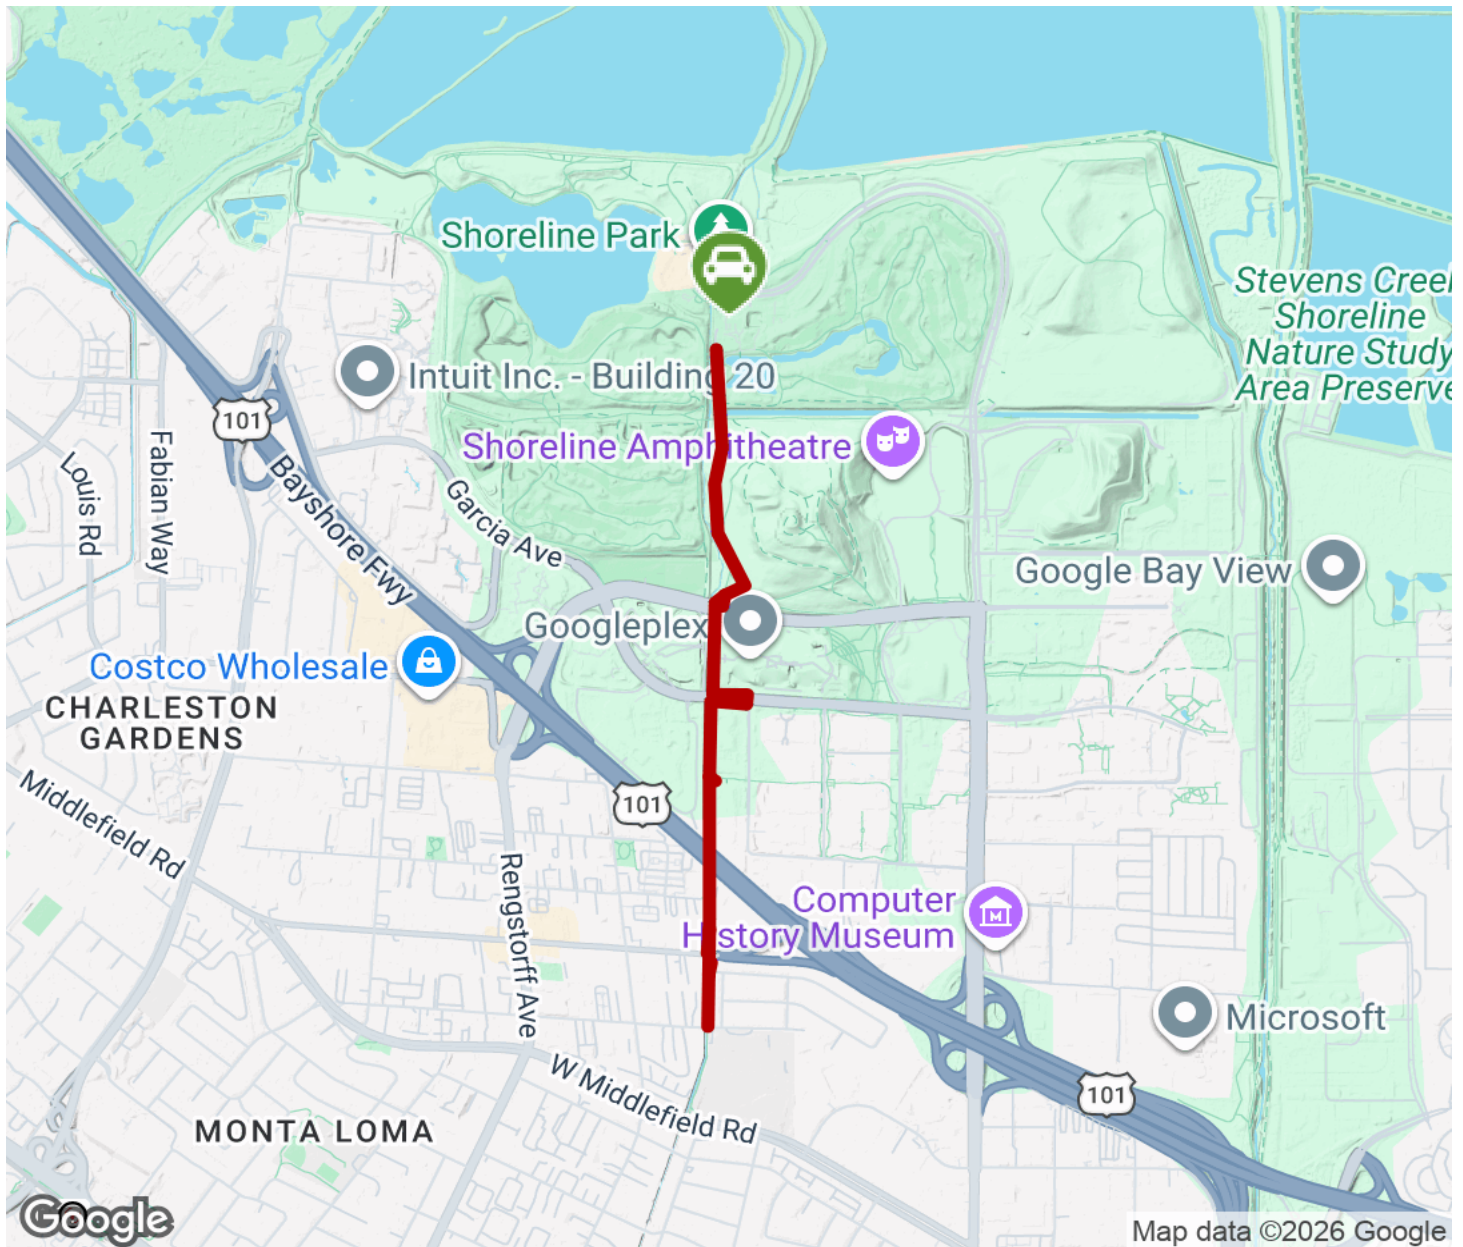 Shoreline Park
Stevens Creek
Shoreline
Nature Study
Area Preserve
Intuit Inc. - Building 20
101
Shoreline Amphitheatre
Louis Rd
Fabian Way
Bayshore Fwy
Garcia Ave
Google Bay View
Googleplex
Costco Wholesale
CHARLESTON
GARDENS
Middlefield Rd
101
Rengstorff Ave
Computer
History Museum
Microsoft
W Middlefield Rd
101
MONTA LOMA
Google
Map data ©2026 Google